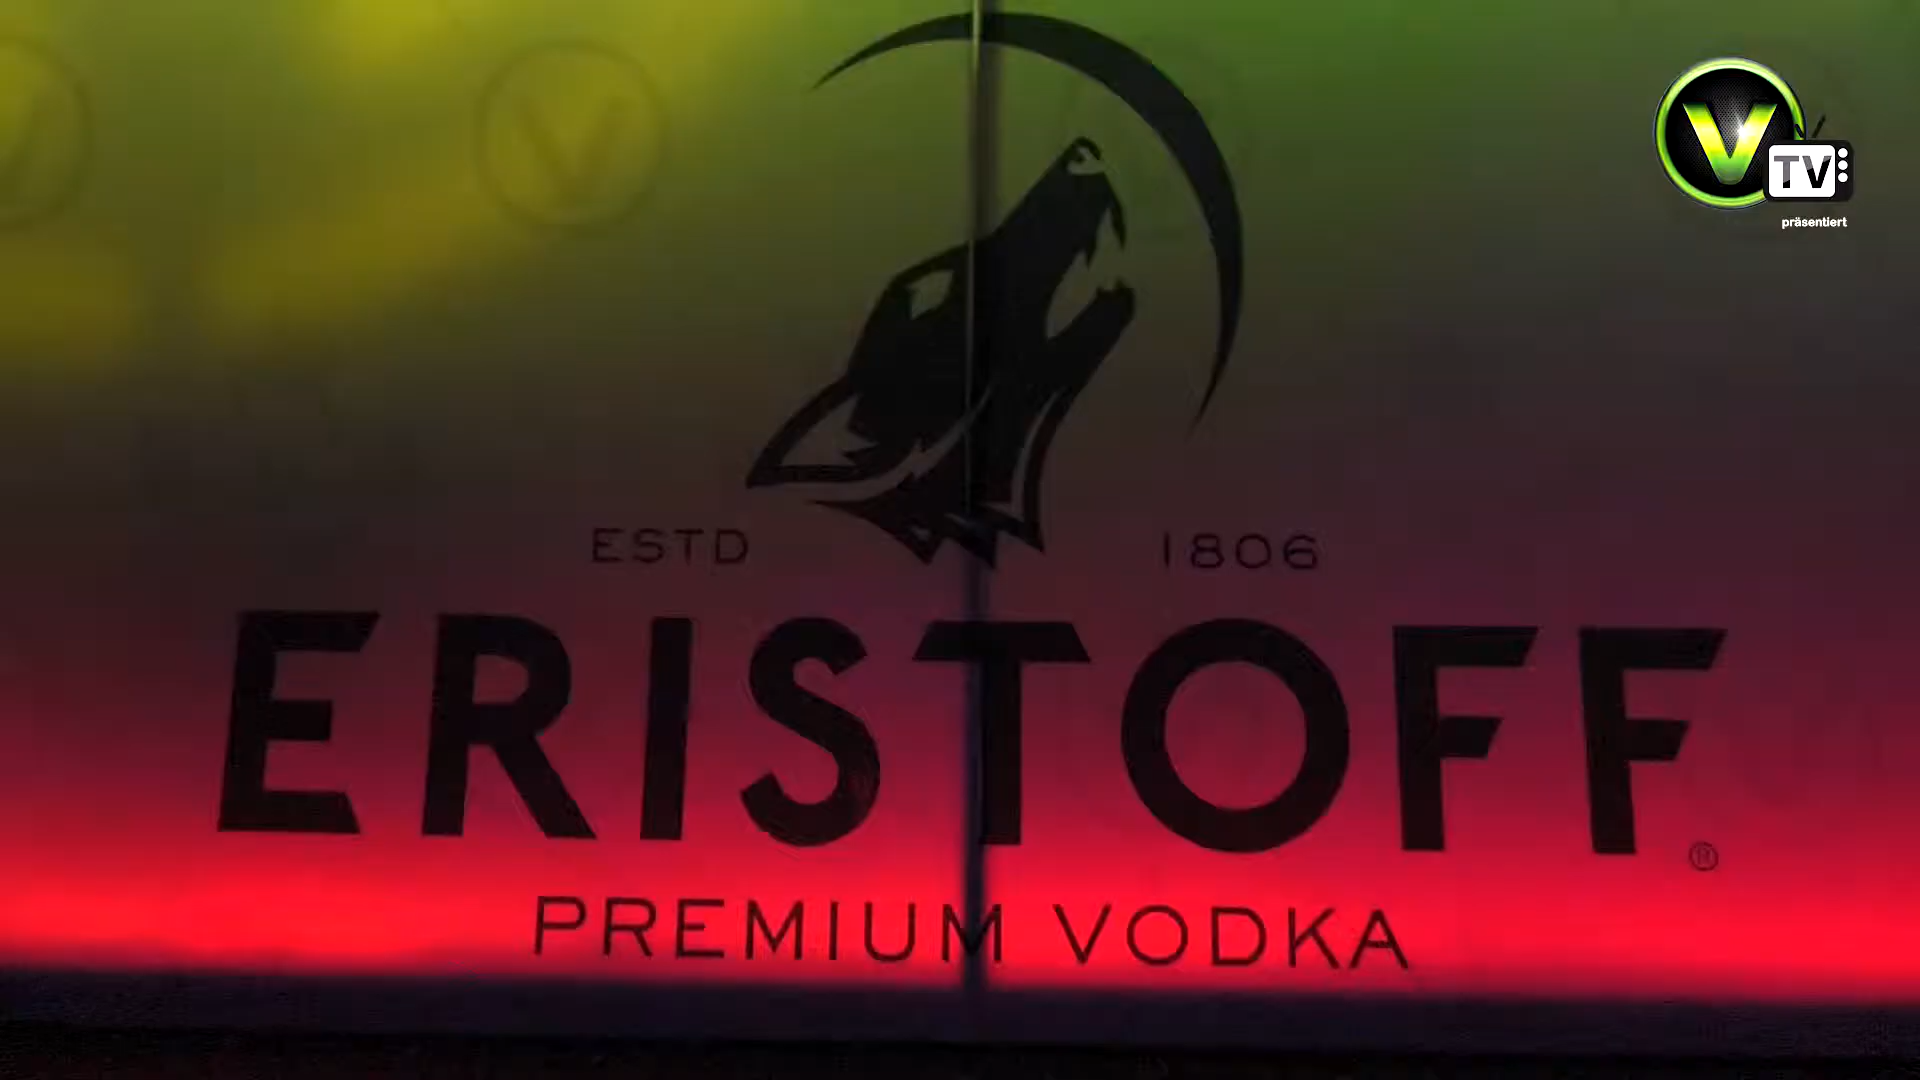 V
TV
präsentiert
V
ESTD 1806
ERISTOFF®
PREMIUM VODKA